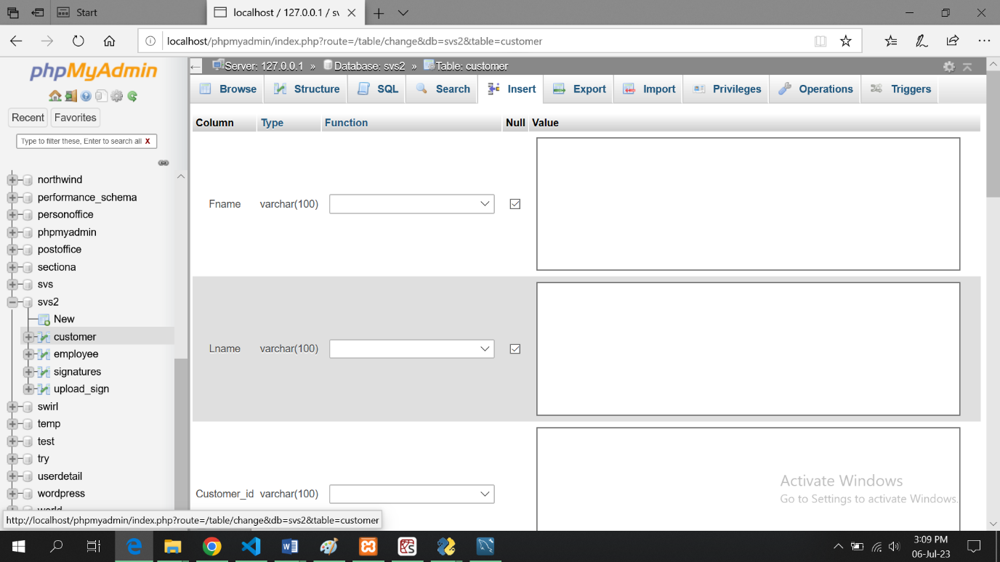 Start
localhost / 127.0.0.1 / sv
localhost/phpmyadmin/index.php?route=/table/change&db=svs2&table=customer
phpMyAdmin
Server: 127.0.0.1 » Database: svs2 » Table: customer
Browse Structure SQL Search Insert Export Import Privileges Operations Triggers
Recent Favorites
Type to filter these, Enter to search all X
Column Type Function Null Value
northwind
performance_schema
personoffice
phpmyadmin
postoffice
sectiona
svs
svs2
New
customer
employee
signatures
upload_sign
swirl
temp
test
try
userdetail
wordpress
world
Fname varchar(100)
Lname varchar(100)
Customer_id varchar(100)
Activate Windows
Go to Settings to activate Windows.
http://localhost/phpmyadmin/index.php?route=/table/change&db=svs2&table=customer
3:09 PM
06-Jul-23